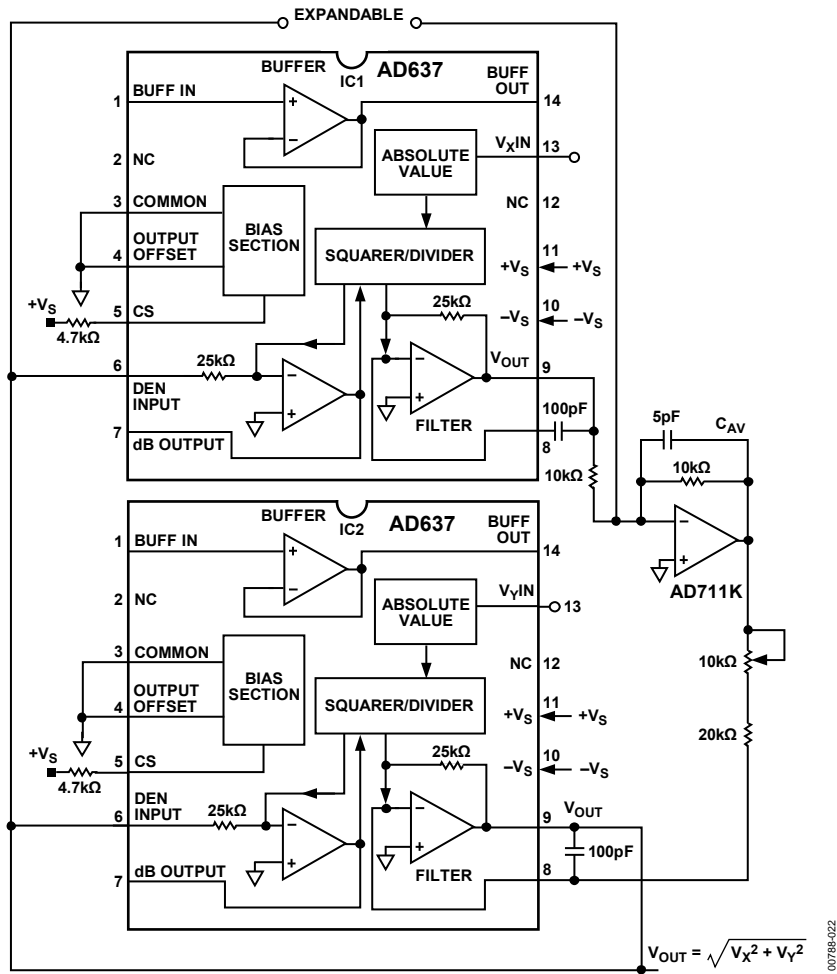 EXPANDABLE
BUFFER
IC1
AD637
BUFF
OUT
1
BUFF IN
14
+
−
ABSOLUTE
VALUE
VXIN
13
2
NC
NC
12
3
COMMON
BIAS
SECTION
OUTPUT
OFFSET
4
SQUARER/DIVIDER
11
+VS
+VS
+VS
4.7kΩ
5
CS
25kΩ
10
−VS
−VS
6
25kΩ
DEN
INPUT
−
+
−
+
VOUT
9
FILTER
100pF
8
7
dB OUTPUT
10kΩ
5pF
CAV
10kΩ
−
+
AD711K
BUFFER
IC2
AD637
BUFF
OUT
1
BUFF IN
14
+
−
ABSOLUTE
VALUE
VYIN
13
2
NC
NC
12
3
COMMON
BIAS
SECTION
OUTPUT
OFFSET
4
SQUARER/DIVIDER
11
+VS
+VS
10kΩ
20kΩ
+VS
4.7kΩ
5
CS
25kΩ
10
−VS
−VS
6
DEN
INPUT
25kΩ
−
+
−
+
9
VOUT
FILTER
100pF
8
7
dB OUTPUT
VOUT = √VX² + VY²
00788-022